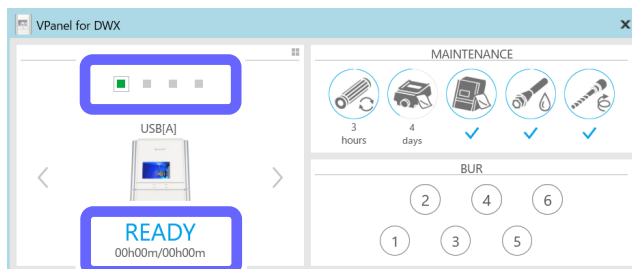 VPanel for DWX
MAINTENANCE
USB[A]
3
hours
4
days
READY
00h00m/00h00m
BUR
2
4
6
1
3
5